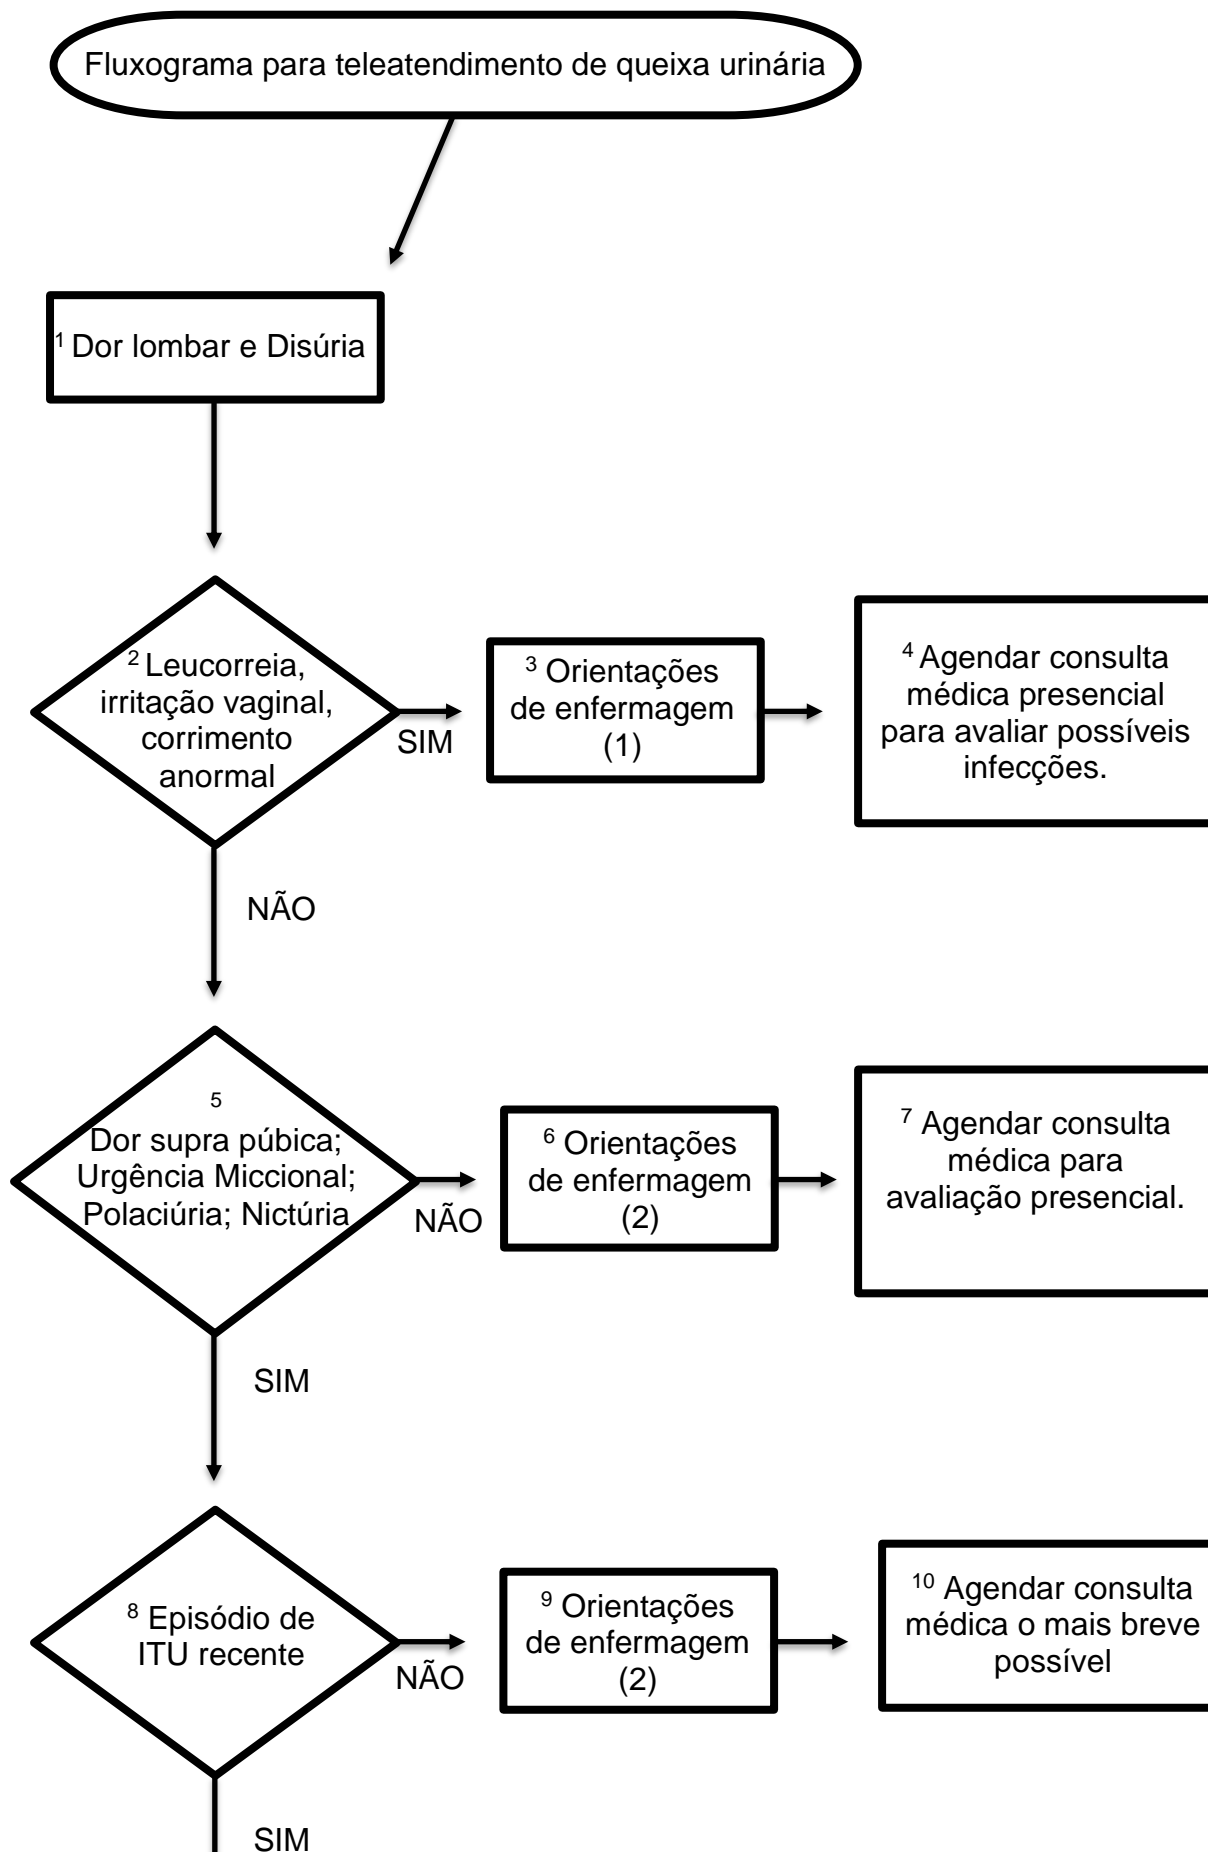 Fluxograma para teleatendimento de queixa urinária
1 Dor lombar e Disúria
2 Leucorreia,
irritação vaginal,
corrimento
anormal
SIM
3 Orientações
de enfermagem
(1)
4 Agendar consulta
médica presencial
para avaliar possíveis
infecções.
NÃO
5
Dor supra púbica;
Urgência Miccional;
Polaciúria; Nictúria
NÃO
6 Orientações
de enfermagem
(2)
7 Agendar consulta
médica para
avaliação presencial.
SIM
8 Episódio de
ITU recente
NÃO
9 Orientações
de enfermagem
(2)
10 Agendar consulta
médica o mais breve
possível
SIM